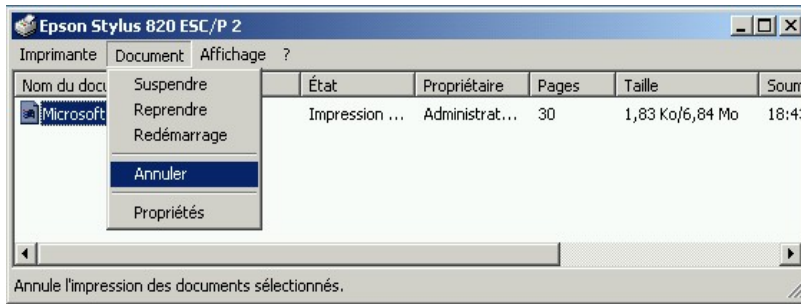 Epson Stylus 820 ESC/P 2
Imprimante Document Affichage ?
Nom du docu État Propriétaire Pages Taille Soum
Microsoft Impression ... Administrat... 30 1,83 Ko/6,84 Mo 18:43
Suspendre
Reprendre
Redémarrage
Annuler
Propriétés
Annule l'impression des documents sélectionnés.